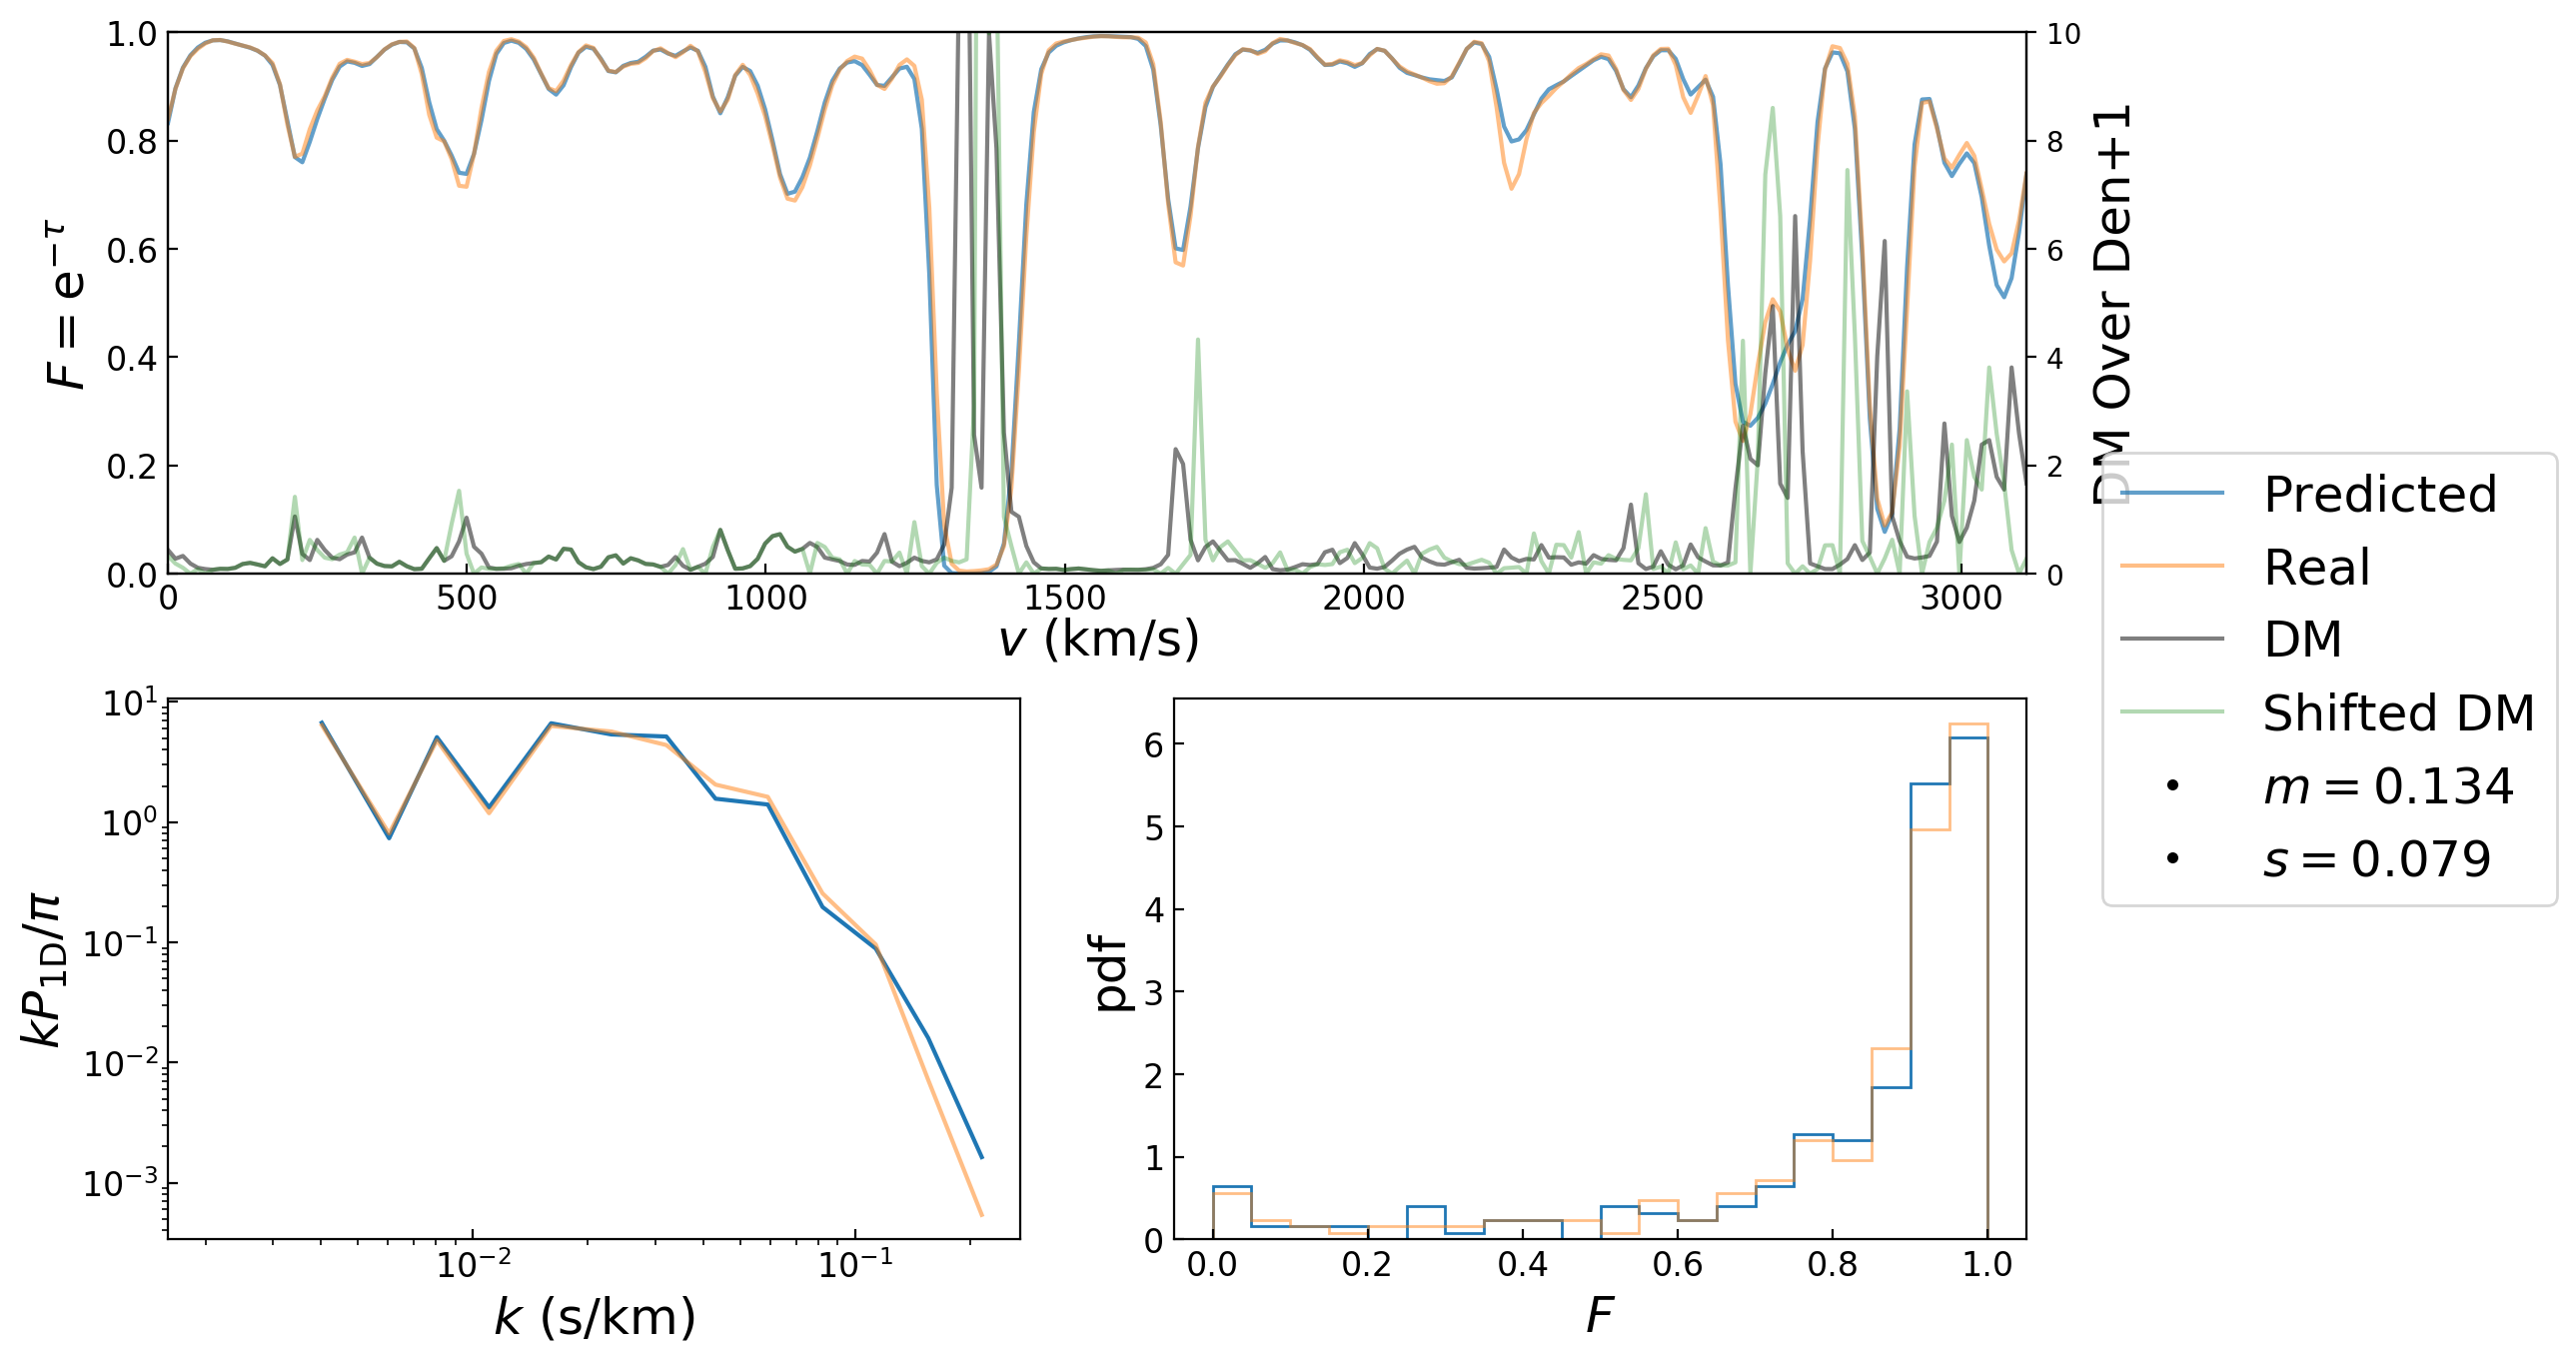 1.0
0.8
0.6
0.4
0.2
0.0
F = e^{-τ}
10
8
6
4
2
0
DM Over Den+1
0 500 1000 1500 2000 2500 3000
v (km/s)
Predicted
Real
DM
Shifted DM
m = 0.134
s = 0.079
10^1
10^0
10^{-1}
10^{-2}
10^{-3}
kP_{1D}/π
10^{-2} 10^{-1}
k (s/km)
6
5
4
3
2
1
0
pdf
0.0 0.2 0.4 0.6 0.8 1.0
F